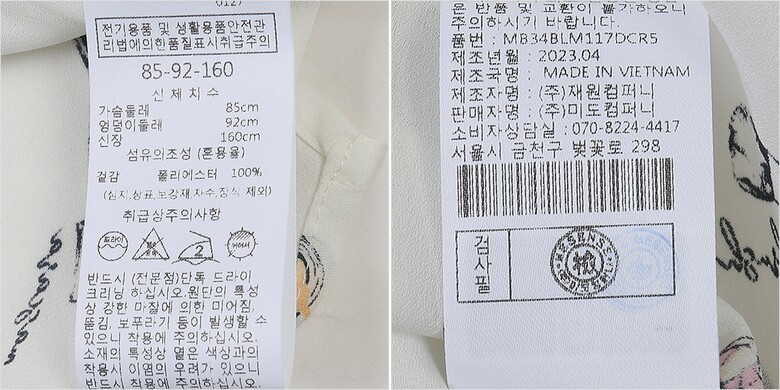 0127
전기용품 및 생활용품안전관
리법에의한품질표시취급주의
85-92-160
신 체 치 수
가슴둘레 85cm
엉덩이둘레 92cm
신장 160cm
섬유의조성 (혼용율)
겉감 폴리에스터 100%
(심지,상표,보강재,자수,장식 제외)
취급상주의사항
드라이
2
반드시 (전문점)단독 드라이
크리닝 하십시오.원단의 특성
상 강한 마찰에 의한 미어짐,
뜯김, 보푸라기 등이 발생할 수
있으니 착용에 주의하십시오.
소재의 특성상 옅은 색상과의
착용시 이염의 우려가 있으니
반드시 착용에 주의하십시오.
은 반품 및 교환이 불가하오니
주의하시기 바랍니다.
품번 : MB34BLM117DCR5
제조년월 : 2023.04
제조국명 : MADE IN VIETNAM
제조자명 : (주)재원컴퍼니
판매자명 : (주)미도컴퍼니
소비자상담실 : 070-8224-4417
서울시 금천구 벚꽃로 298
검사필